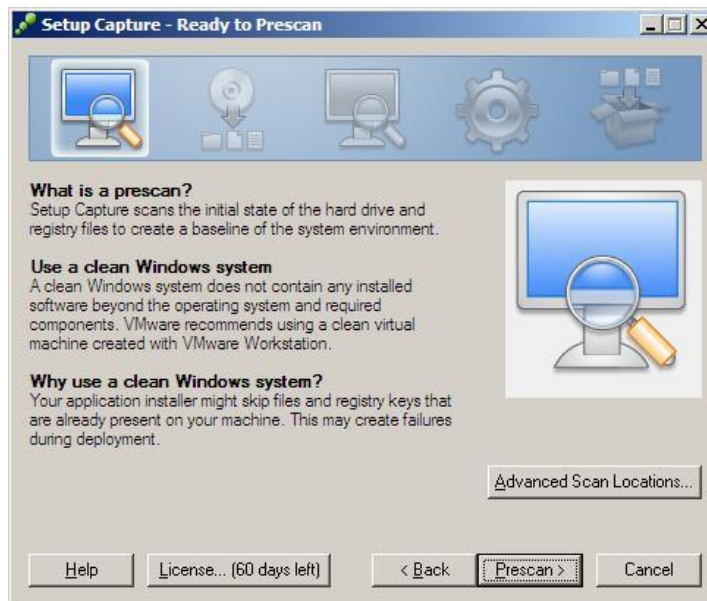 Setup Capture - Ready to Prescan
What is a prescan?
Setup Capture scans the initial state of the hard drive and
registry files to create a baseline of the system environment.
Use a clean Windows system
A clean Windows system does not contain any installed
software beyond the operating system and required
components. VMware recommends using a clean virtual
machine created with VMware Workstation.
Why use a clean Windows system?
Your application installer might skip files and registry keys that
are already present on your machine. This may create failures
during deployment.
Advanced Scan Locations...
Help
License... (60 days left)
< Back
Prescan >
Cancel